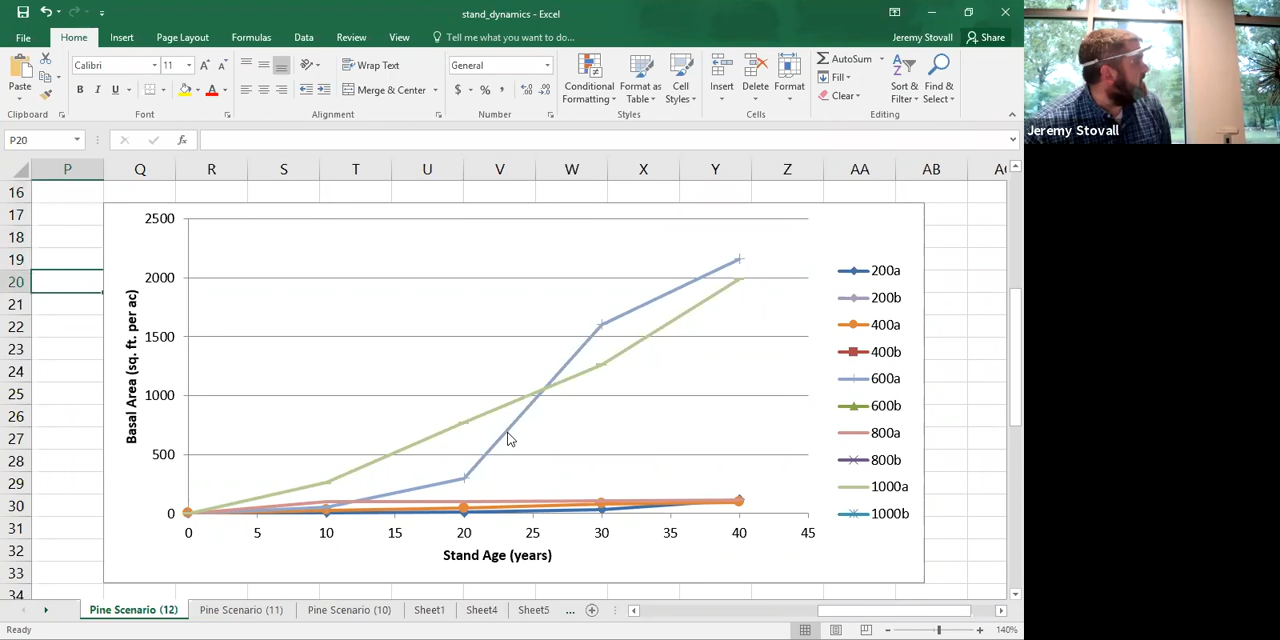 stand_dynamics - Excel
File Home Insert Page Layout Formulas Data Review View Tell me what you want to do... Jeremy Stovall Share
Paste
Calibri 11
Wrap Text
Merge & Center
General
Conditional Formatting
Format as Table
Cell Styles
Insert Delete Format
AutoSum
Fill
Clear
Sort & Filter
Find & Select
Clipboard Font Alignment Number Styles Cells Editing
P20
P Q R S T U V W X Y Z AA AB
16
17
18
19
20
21
22
23
24
25
26
27
28
29
30
31
32
33
34
2500
2000
1500
1000
500
0
Basal Area (sq. ft. per ac)
0 5 10 15 20 25 30 35 40 45
Stand Age (years)
200a
200b
400a
400b
600a
600b
800a
800b
1000a
1000b
Pine Scenario (12) Pine Scenario (11) Pine Scenario (10) Sheet1 Sheet4 Sheet5 ...
Ready
140%
Jeremy Stovall